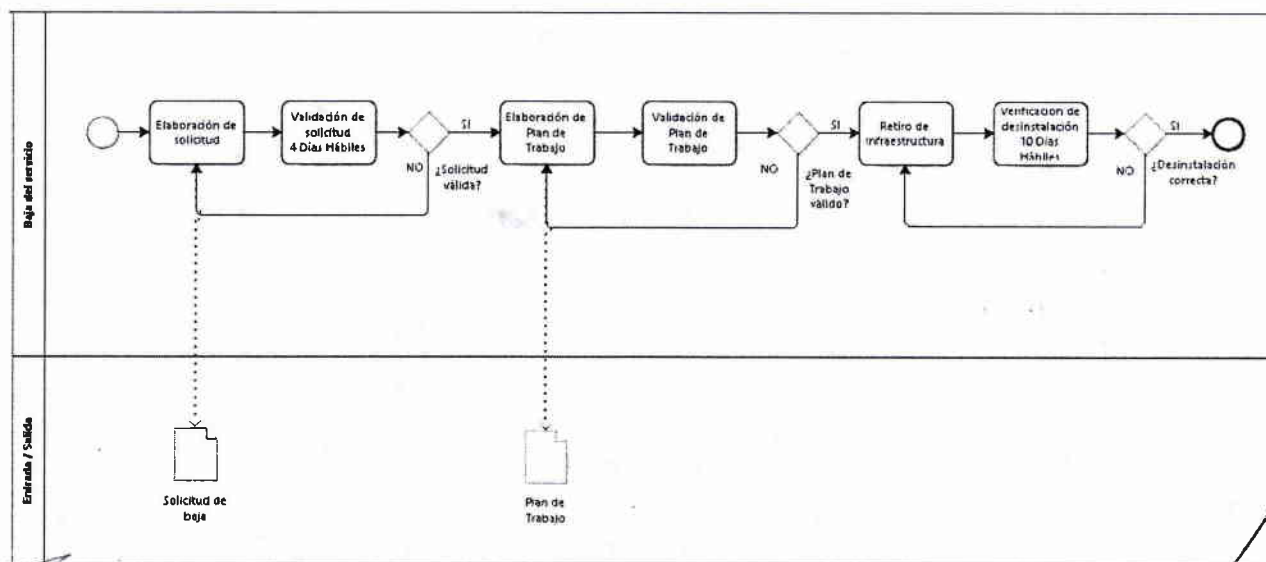 Baja del servicio
Elaboración de
solicitud
Validación de
solicitud
4 Días Hábiles
SI
NO
¿Solicitud
válida?
Elaboración de
Plan de
Trabajo
Validación de
Plan de
Trabajo
SI
NO
¿Plan de
Trabajo
válido?
Retiro de
infraestructura
Verificación de
desinstalación
10 Días
Hábiles
SI
NO
¿Desinstalación
correcta?
Entrada / Salida
Solicitud de
baja
Plan de
Trabajo